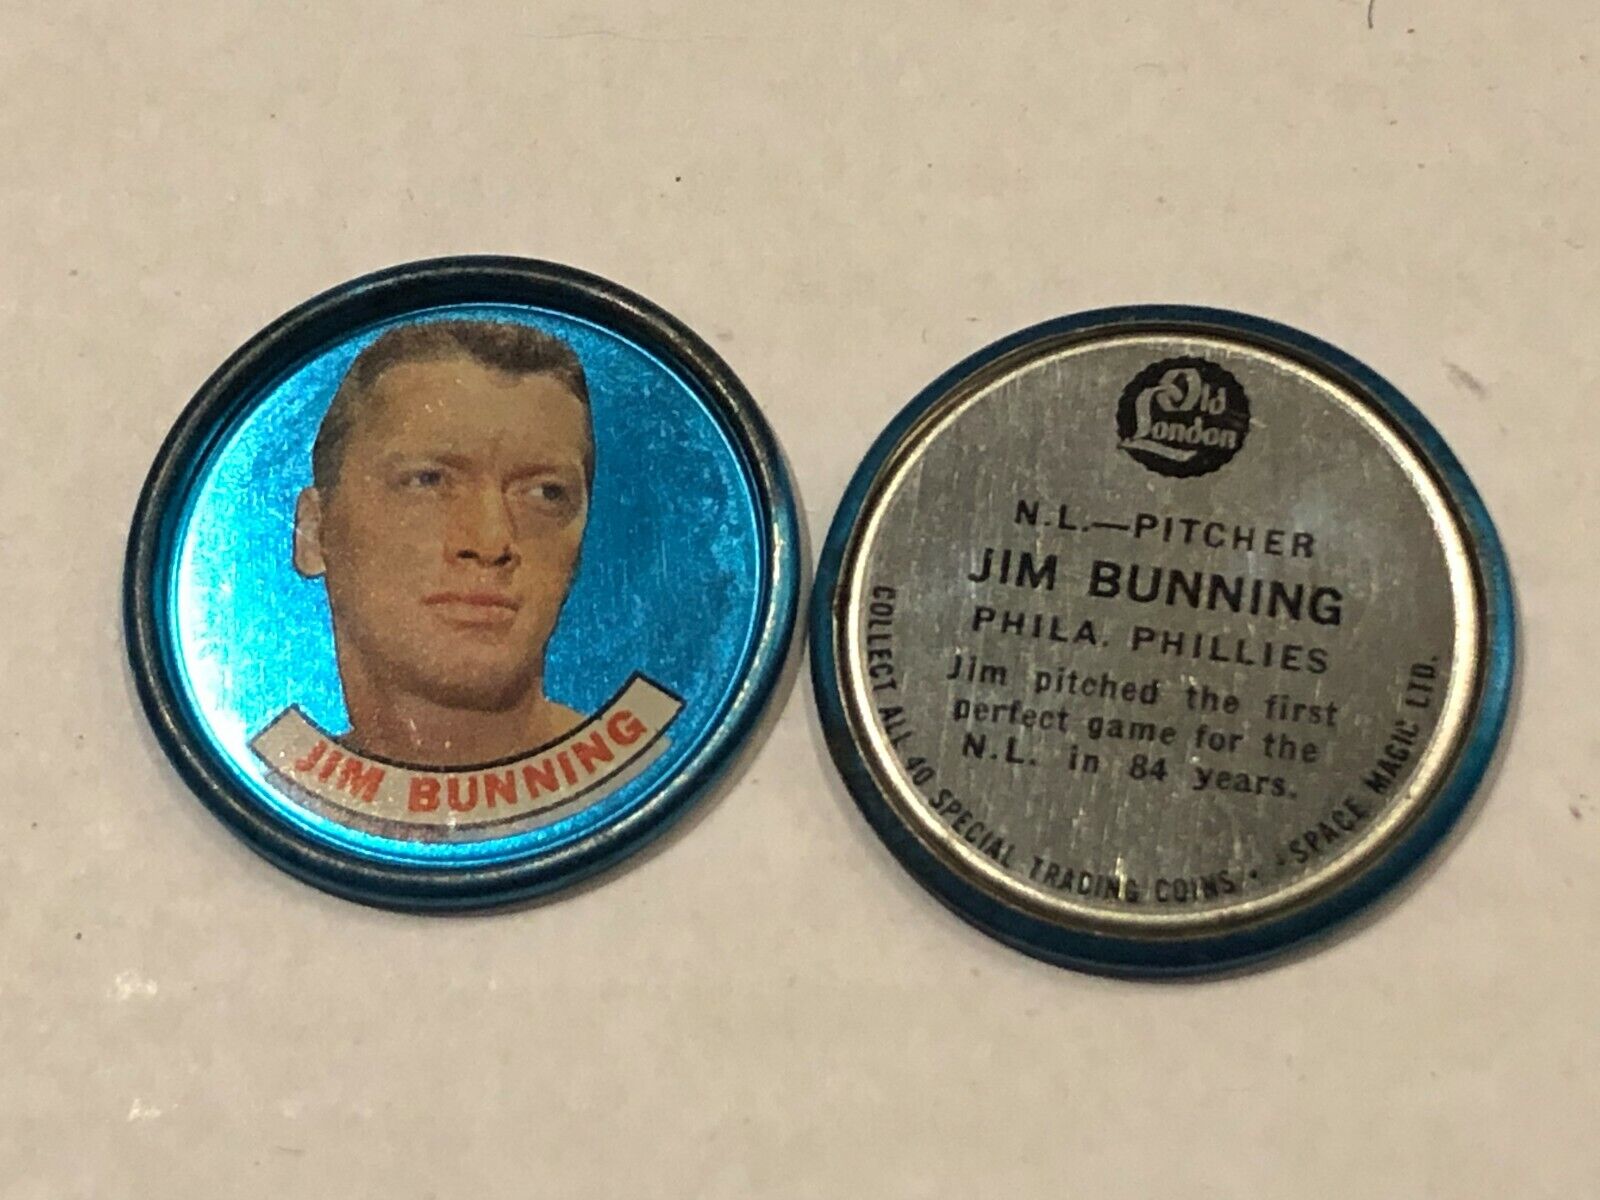 JIM BUNNING
Old
London
N.L.—PITCHER
JIM BUNNING
PHILA. PHILLIES
Jim pitched the first
perfect game for the
N.L. in 84 years.
COLLECT ALL 40 SPECIAL TRADING COINS · SPACE MAGIC LTD.